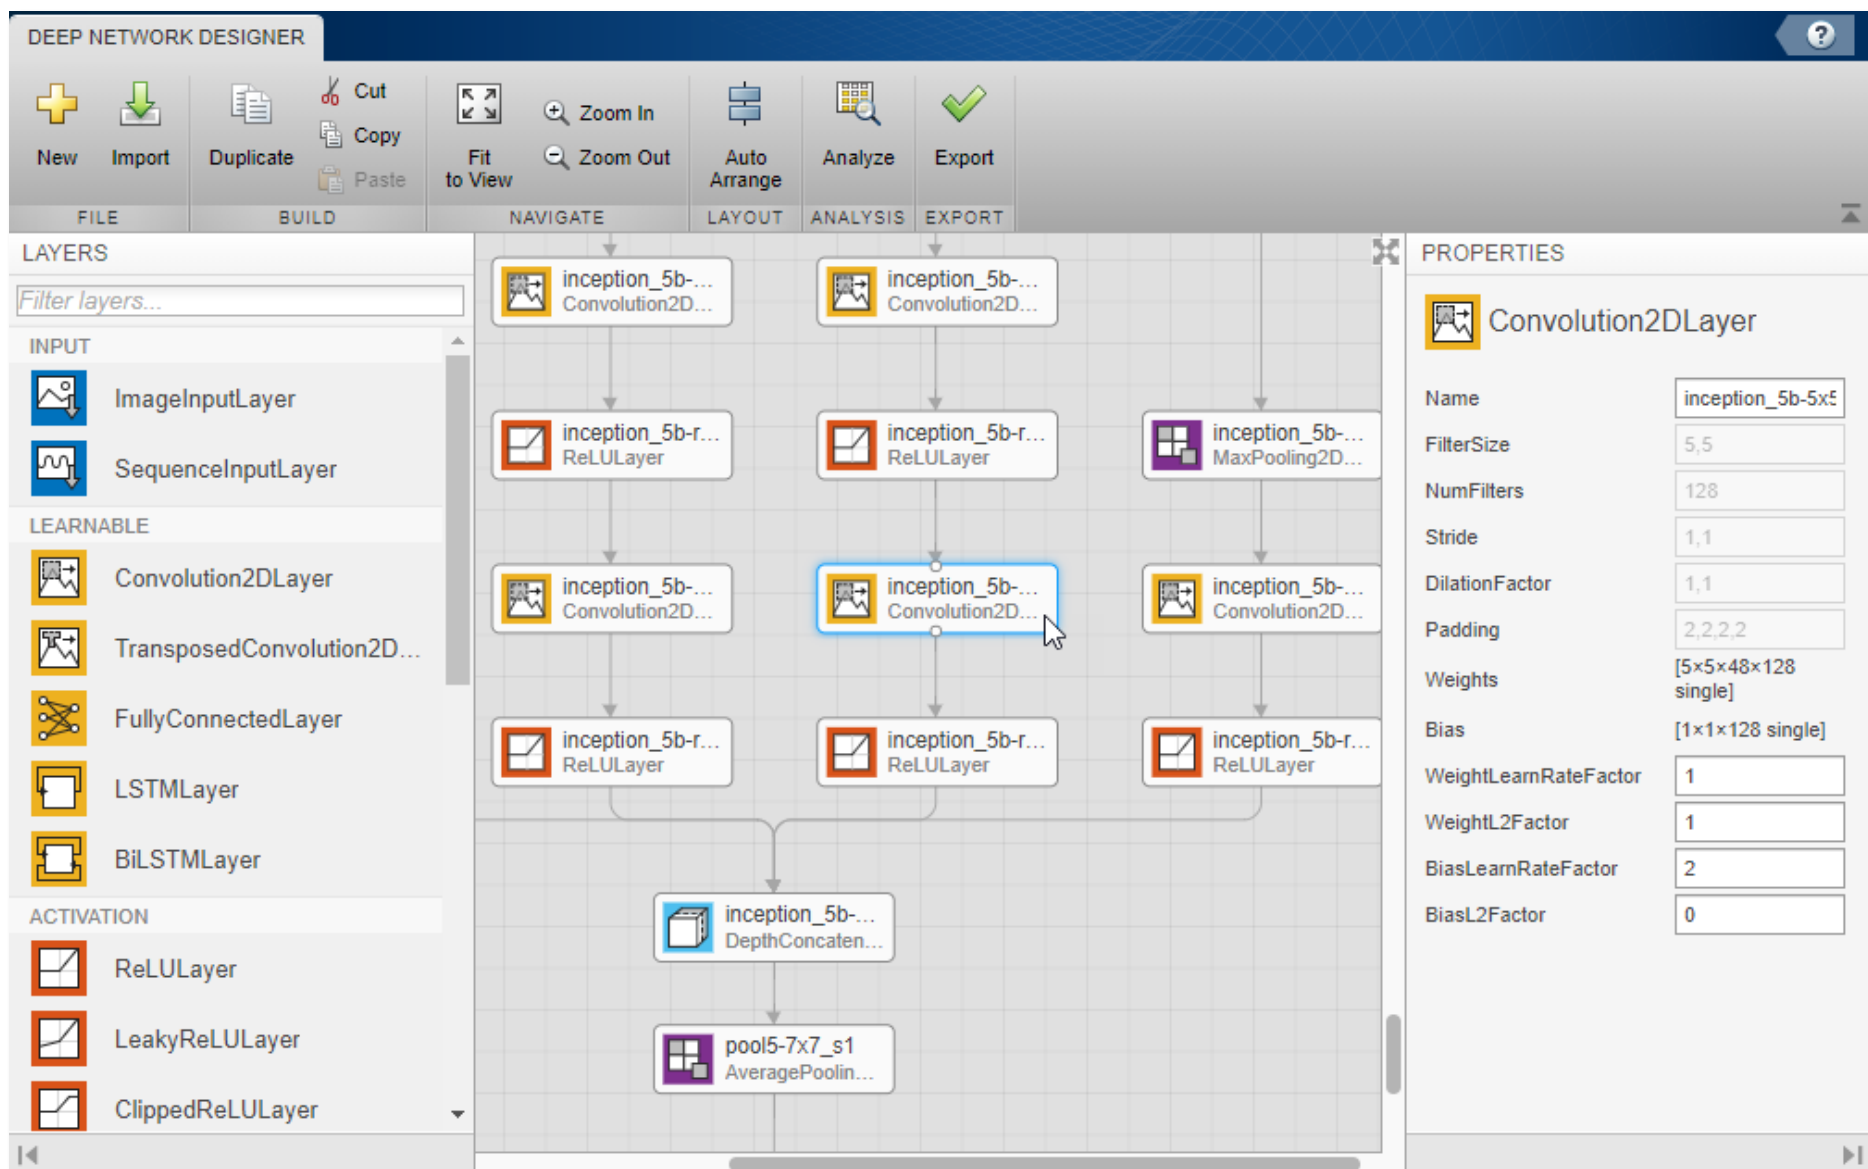 DEEP NETWORK DESIGNER
?
New
Import
Duplicate
Cut
Copy
Paste
Fit
to View
Zoom In
Zoom Out
Auto
Arrange
Analyze
Export
FILE
BUILD
NAVIGATE
LAYOUT
ANALYSIS
EXPORT
LAYERS
Filter layers...
INPUT
ImageInputLayer
SequenceInputLayer
LEARNABLE
Convolution2DLayer
TransposedConvolution2D...
FullyConnectedLayer
LSTMLayer
BiLSTMLayer
ACTIVATION
ReLULayer
LeakyReLULayer
ClippedReLULayer
inception_5b-...
Convolution2D...
inception_5b-...
Convolution2D...
inception_5b-r...
ReLULayer
inception_5b-r...
ReLULayer
inception_5b-...
MaxPooling2D...
inception_5b-...
Convolution2D...
inception_5b-...
Convolution2D...
inception_5b-...
Convolution2D...
inception_5b-r...
ReLULayer
inception_5b-r...
ReLULayer
inception_5b-r...
ReLULayer
inception_5b-...
DepthConcaten...
pool5-7x7_s1
AveragePoolin...
PROPERTIES
Convolution2DLayer
Name inception_5b-5x5
FilterSize 5,5
NumFilters 128
Stride 1,1
DilationFactor 1,1
Padding 2,2,2,2
Weights [5×5×48×128
single]
Bias [1×1×128 single]
WeightLearnRateFactor 1
WeightL2Factor 1
BiasLearnRateFactor 2
BiasL2Factor 0